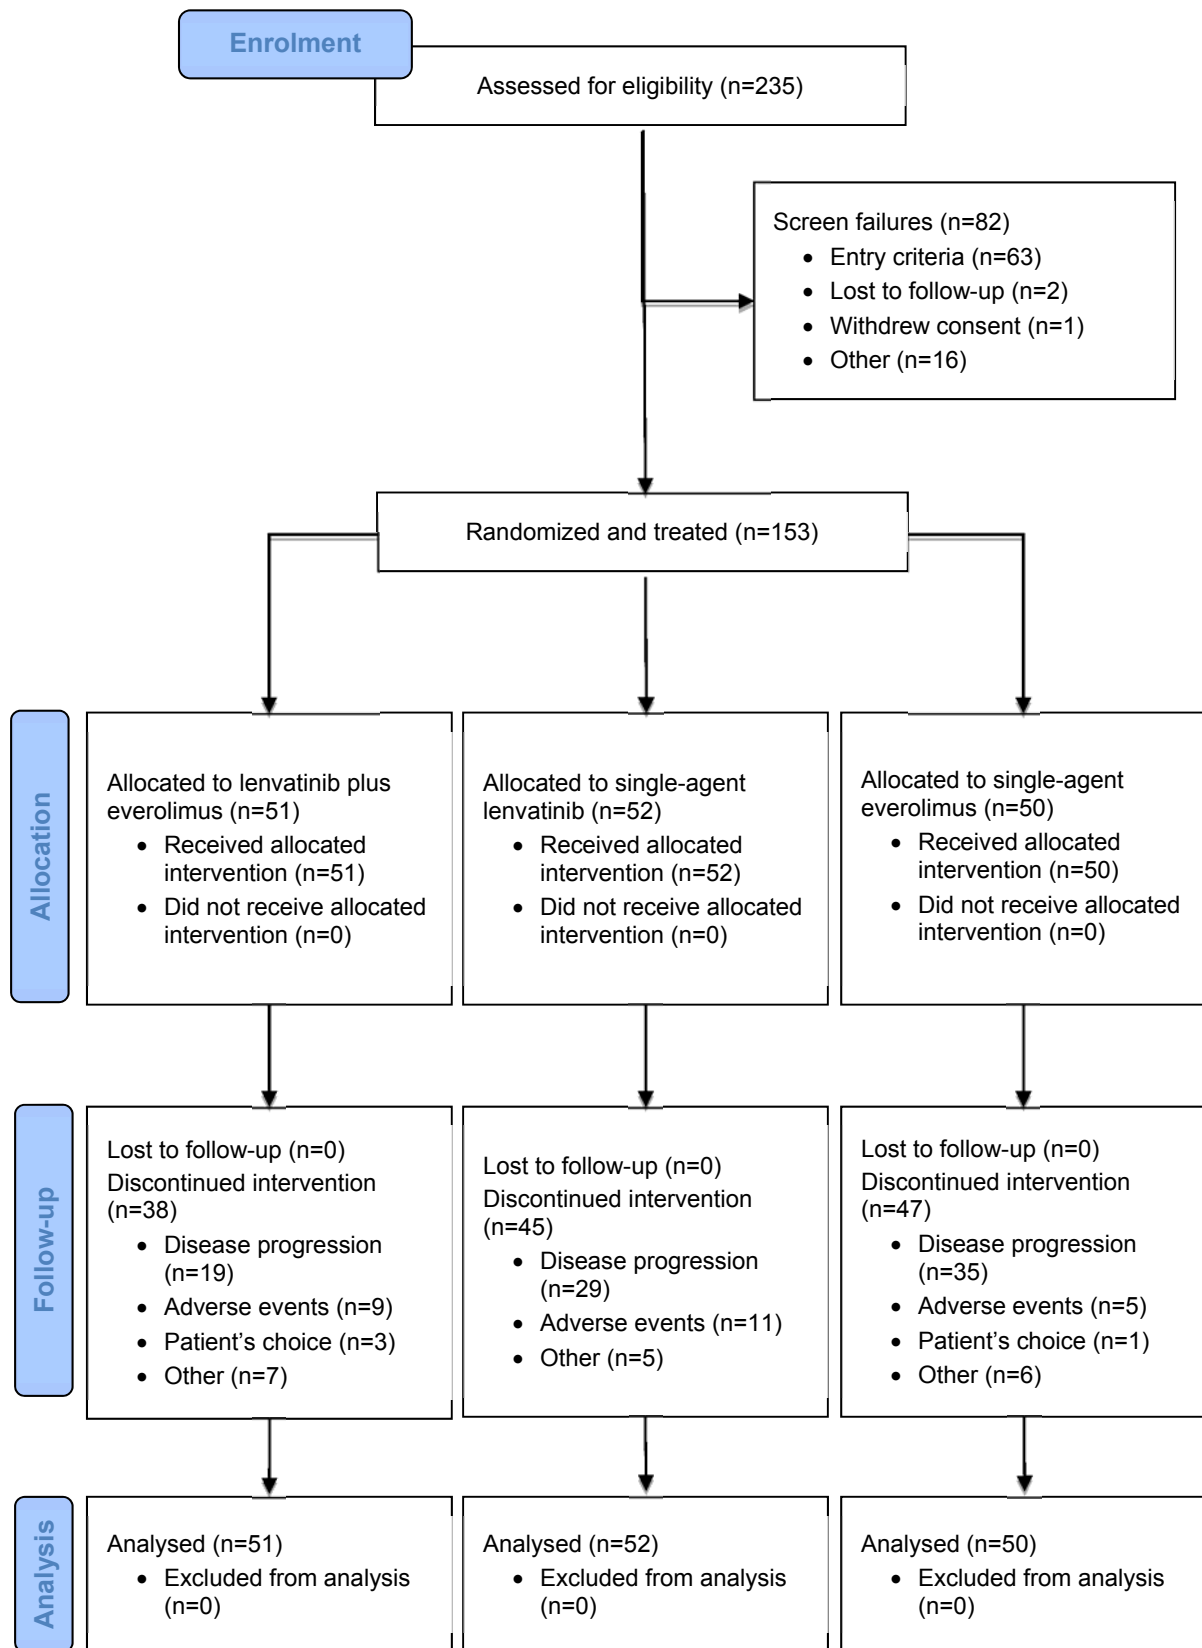 Enrolment
Assessed for eligibility (n=235)
Screen failures (n=82)
• Entry criteria (n=63)
• Lost to follow-up (n=2)
• Withdrew consent (n=1)
• Other (n=16)
Randomized and treated (n=153)
Allocation
Allocated to lenvatinib plus
everolimus (n=51)
• Received allocated
intervention (n=51)
• Did not receive allocated
intervention (n=0)
Allocated to single-agent
lenvatinib (n=52)
• Received allocated
intervention (n=52)
• Did not receive allocated
intervention (n=0)
Allocated to single-agent
everolimus (n=50)
• Received allocated
intervention (n=50)
• Did not receive allocated
intervention (n=0)
Follow-up
Lost to follow-up (n=0)
Discontinued intervention
(n=38)
• Disease progression
(n=19)
• Adverse events (n=9)
• Patient’s choice (n=3)
• Other (n=7)
Lost to follow-up (n=0)
Discontinued intervention
(n=45)
• Disease progression
(n=29)
• Adverse events (n=11)
• Other (n=5)
Lost to follow-up (n=0)
Discontinued intervention
(n=47)
• Disease progression
(n=35)
• Adverse events (n=5)
• Patient’s choice (n=1)
• Other (n=6)
Analysis
Analysed (n=51)
• Excluded from analysis
(n=0)
Analysed (n=52)
• Excluded from analysis
(n=0)
Analysed (n=50)
• Excluded from analysis
(n=0)